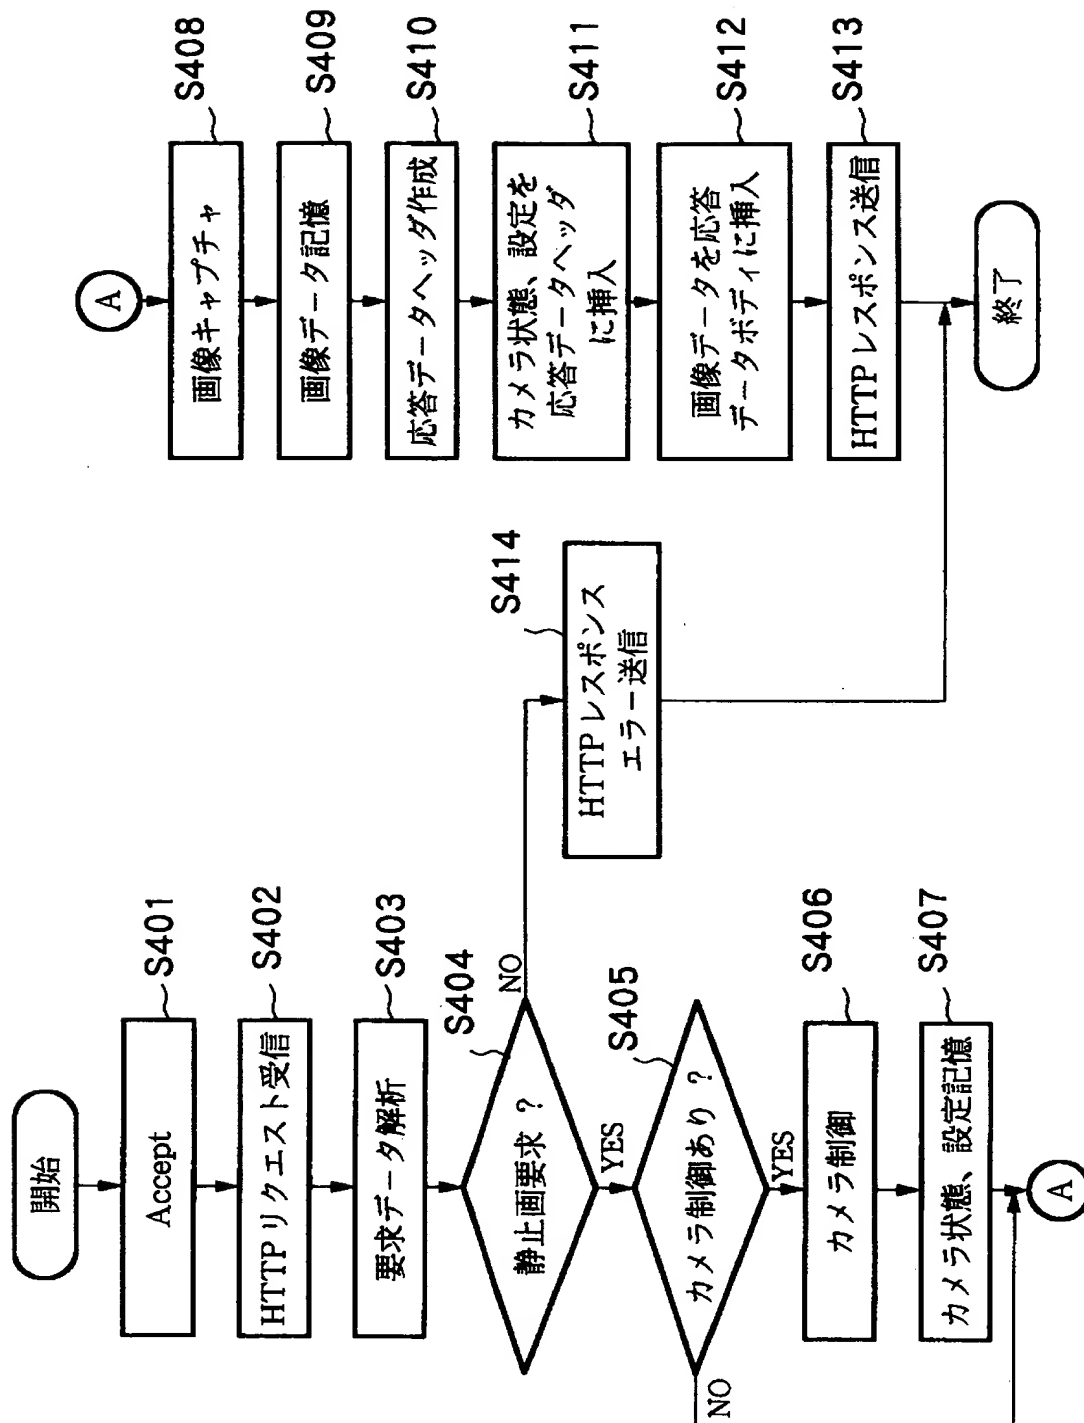 開始
Accept
S401
HTTPリクエスト受信
S402
要求データ解析
S403
静止画要求？
S404
NO
YES
カメラ制御あり？
S405
NO
YES
カメラ制御
S406
カメラ状態、設定記憶
S407
A
HTTPレスポンス
エラー送信
S414
A
画像キャプチャ
S408
画像データ記憶
S409
応答データヘッダ作成
S410
カメラ状態、設定を
応答データヘッダ
に挿入
S411
画像データを応答
データボディに挿入
S412
HTTPレスポンス送信
S413
終了